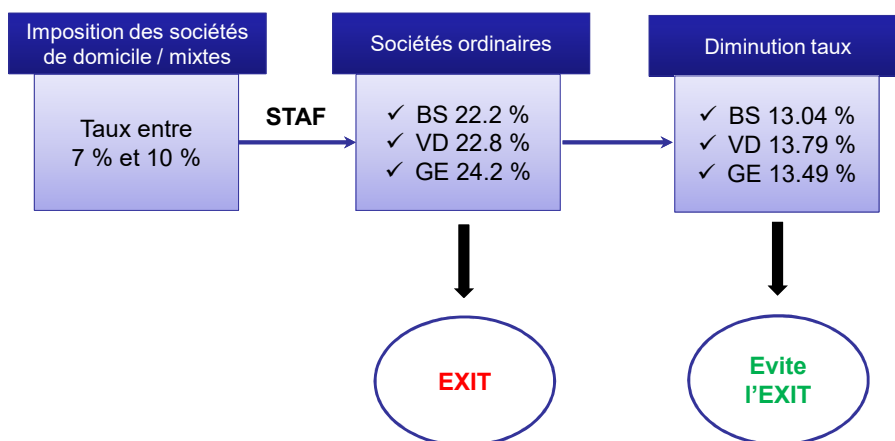 Imposition des sociétés
de domicile / mixtes
Taux entre
7 % et 10 %
STAF
Sociétés ordinaires
✓ BS 22.2 %
✓ VD 22.8 %
✓ GE 24.2 %
Diminution taux
✓ BS 13.04 %
✓ VD 13.79 %
✓ GE 13.49 %
EXIT
Evite
l’EXIT